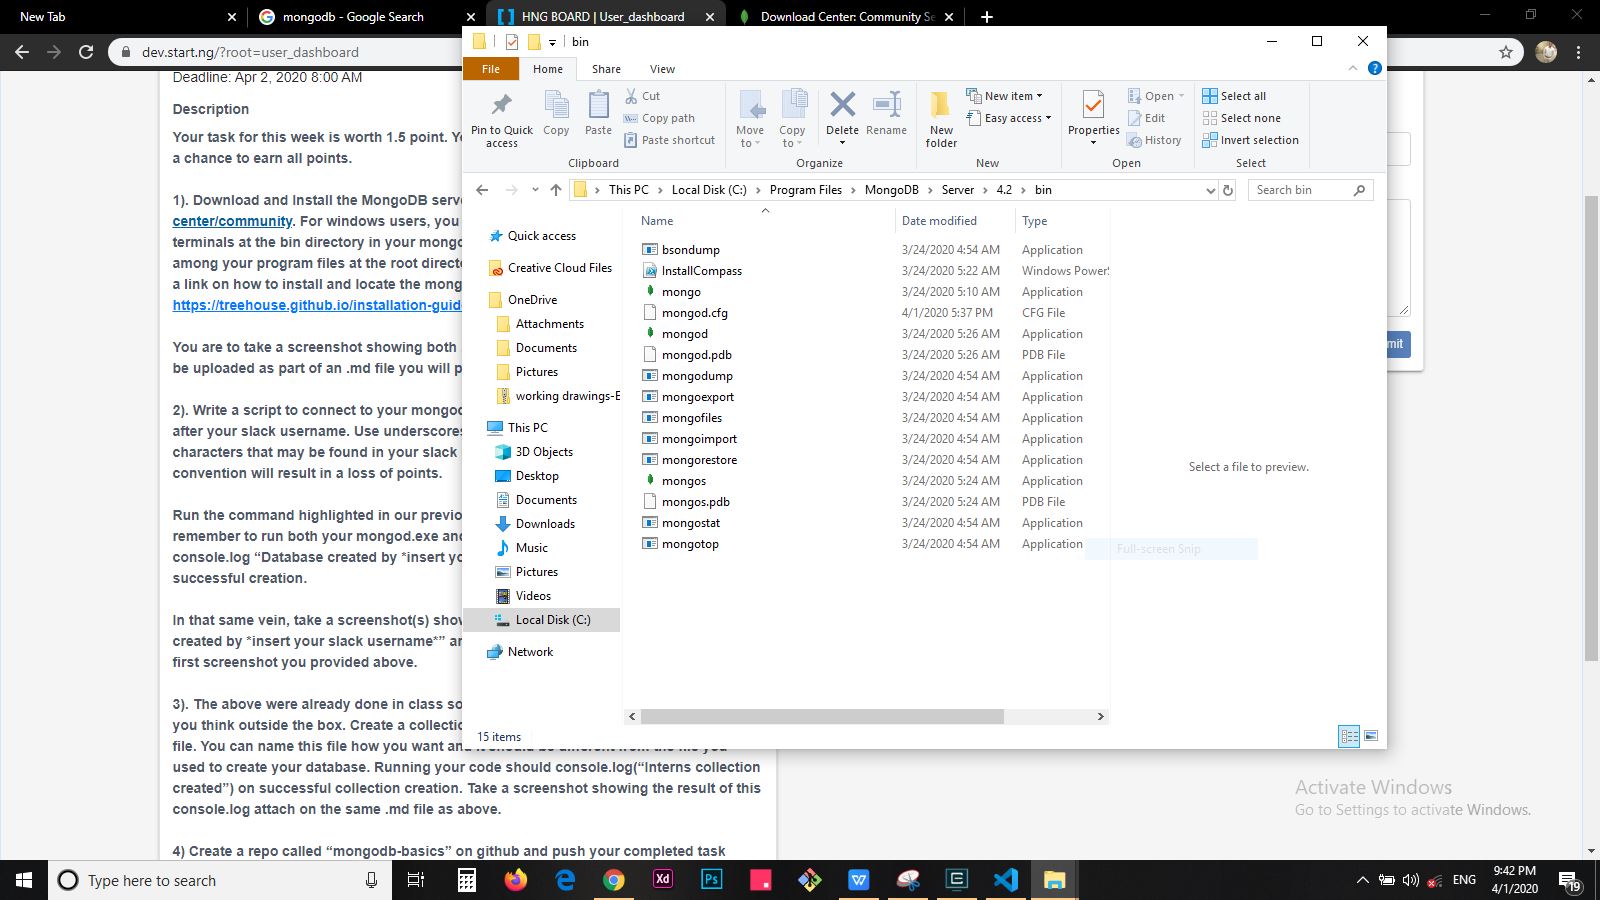 New Tab
mongodb - Google Search
HNG BOARD | User_dashboard
Download Center: Community Se
dev.start.ng/?root=user_dashboard
Deadline: Apr 2, 2020 8:00 AM
Description
Your task for this week is worth 1.5 point. Yo
a chance to earn all points.
1). Download and Install the MongoDB serve
center/community. For windows users, you
terminals at the bin directory in your mongo
among your program files at the root directo
a link on how to install and locate the mong
https://treehouse.github.io/installation-guid
You are to take a screenshot showing both
be uploaded as part of an .md file you will p
2). Write a script to connect to your mongod
after your slack username. Use underscores
characters that may be found in your slack
convention will result in a loss of points.
Run the command highlighted in our previo
remember to run both your mongod.exe and
console.log “Database created by *insert yo
successful creation.
In that same vein, take a screenshot(s) show
created by *insert your slack username*” an
first screenshot you provided above.
3). The above were already done in class so
you think outside the box. Create a collectio
file. You can name this file how you want and it should be different from the file you
used to create your database. Running your code should console.log(“Interns collection
created”) on successful collection creation. Take a screenshot showing the result of this
console.log attach on the same .md file as above.
4) Create a repo called “mongodb-basics” on github and push your completed task
mit
bin
File
Home
Share
View
Pin to Quick
access
Copy
Paste
Cut
Copy path
Paste shortcut
Clipboard
Move
to
Copy
to
Delete
Rename
Organize
New
folder
New item
Easy access
New
Properties
Open
Edit
History
Open
Select all
Select none
Invert selection
Select
This PC
Local Disk (C:)
Program Files
MongoDB
Server
4.2
bin
Search bin
Quick access
Creative Cloud Files
OneDrive
Attachments
Documents
Pictures
working drawings-E
This PC
3D Objects
Desktop
Documents
Downloads
Music
Pictures
Videos
Local Disk (C:)
Network
Name Date modified Type
bsondump 3/24/2020 4:54 AM Application
InstallCompass 3/24/2020 5:22 AM Windows PowerS
mongo 3/24/2020 5:10 AM Application
mongod.cfg 4/1/2020 5:37 PM CFG File
mongod 3/24/2020 5:26 AM Application
mongod.pdb 3/24/2020 5:26 AM PDB File
mongodump 3/24/2020 4:54 AM Application
mongoexport 3/24/2020 4:54 AM Application
mongofiles 3/24/2020 4:54 AM Application
mongoimport 3/24/2020 4:54 AM Application
mongorestore 3/24/2020 4:54 AM Application
mongos 3/24/2020 5:24 AM Application
mongos.pdb 3/24/2020 5:24 AM PDB File
mongostat 3/24/2020 4:54 AM Application
mongotop 3/24/2020 4:54 AM Application
Select a file to preview.
Full-screen Snip
15 items
Activate Windows
Go to Settings to activate Windows.
Type here to search
Xd
Ps
W
ENG
9:42 PM
4/1/2020
19